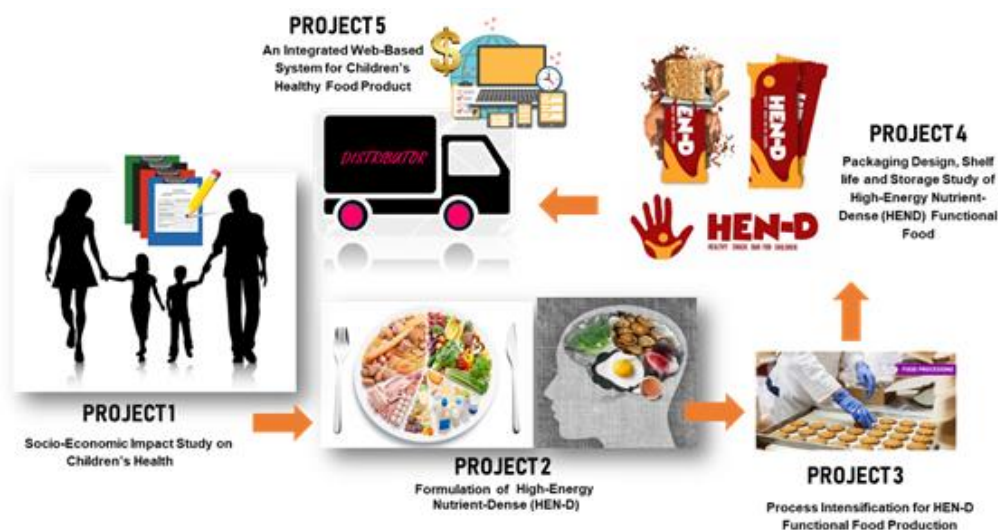 PROJECT 5
An Integrated Web-Based
System for Children's
Healthy Food Product
DISTRIBUTOR
HEN-D
HEN-D
HEN-D
HEALTHY SNACK BAR FOR CHILDREN
PROJECT 4
Packaging Design, Shelf
life and Storage Study of
High-Energy Nutrient-
Dense (HEND) Functional
Food
PROJECT 1
Socio-Economic Impact Study on
Children's Health
PROJECT 2
Formulation of High-Energy
Nutrient-Dense (HEN-D)
FOOD PROCESSING
PROJECT 3
Process Intensification for HEN-D
Functional Food Production